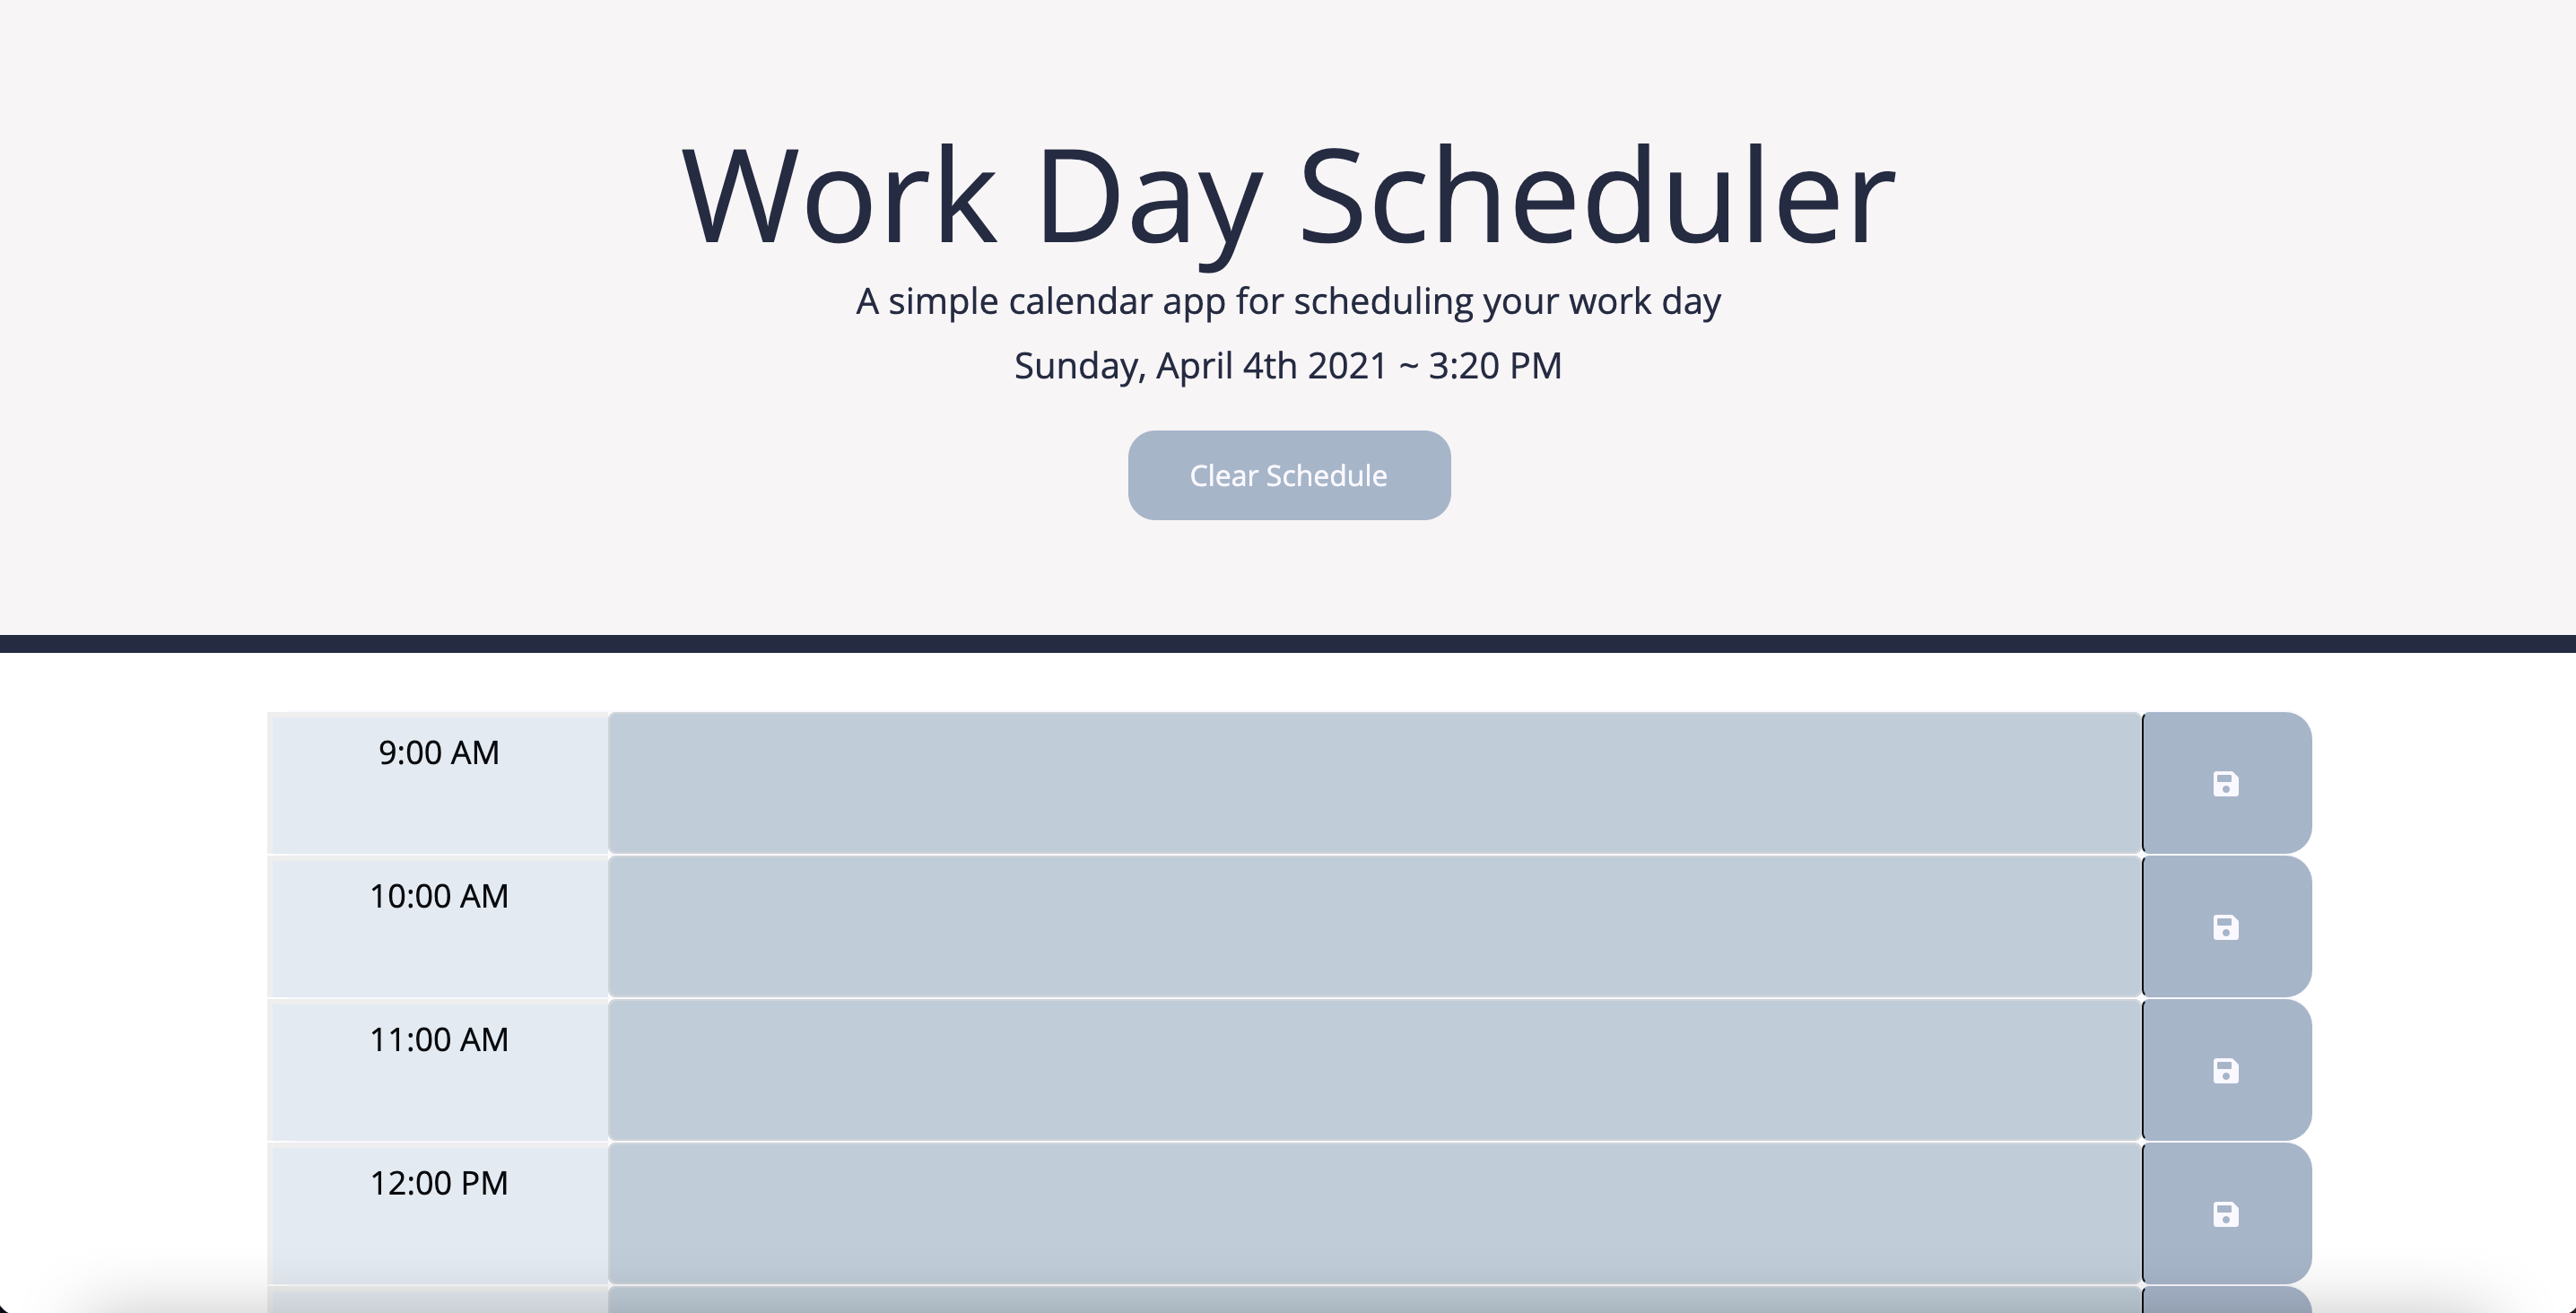 Work Day Scheduler
A simple calendar app for scheduling your work day
Sunday, April 4th 2021 ~ 3:20 PM
Clear Schedule
9:00 AM
10:00 AM
11:00 AM
12:00 PM